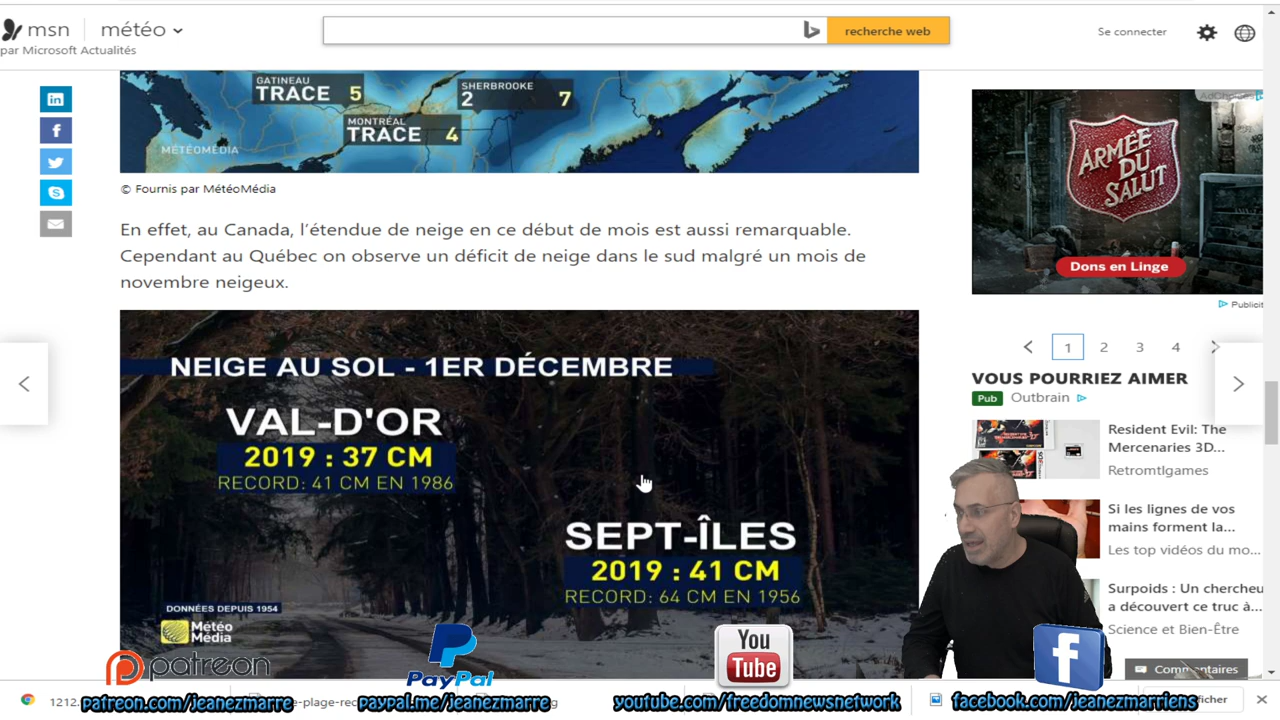 msn
météo
recherche web
Se connecter
par Microsoft Actualités
GATINEAU
TRACE 5
SHERBROOKE
2 7
MONTRÉAL
TRACE 4
MÉTÉOMÉDIA
© Fournis par MétéoMédia
En effet, au Canada, l'étendue de neige en ce début de mois est aussi remarquable.
Cependant au Québec on observe un déficit de neige dans le sud malgré un mois de
novembre neigeux.
NEIGE AU SOL - 1ER DÉCEMBRE
VAL-D'OR
2019 : 37 CM
RECORD: 41 CM EN 1986
SEPT-ÎLES
2019 : 41 CM
RECORD: 64 CM EN 1956
DONNÉES DEPUIS 1954
Météo
Média
ARMÉE
DU
SALUT
Dons en Linge
Publicit
1 2 3 4
VOUS POURRIEZ AIMER
Pub Outbrain
Resident Evil: The
Mercenaries 3D...
Retromtlgames
Si les lignes de vos
mains forment la...
Les top vidéos du mo...
Surpoids : Un chercheu
a découvert ce truc à...
Science et Bien-Être
Commentaires
patreon
PayPal
You
Tube
f
1212.
patreon.com/jeanezmarre
paypal.me/jeanezmarre
youtube.com/freedomnewsnetwork
facebook.com/jeanezmarriens